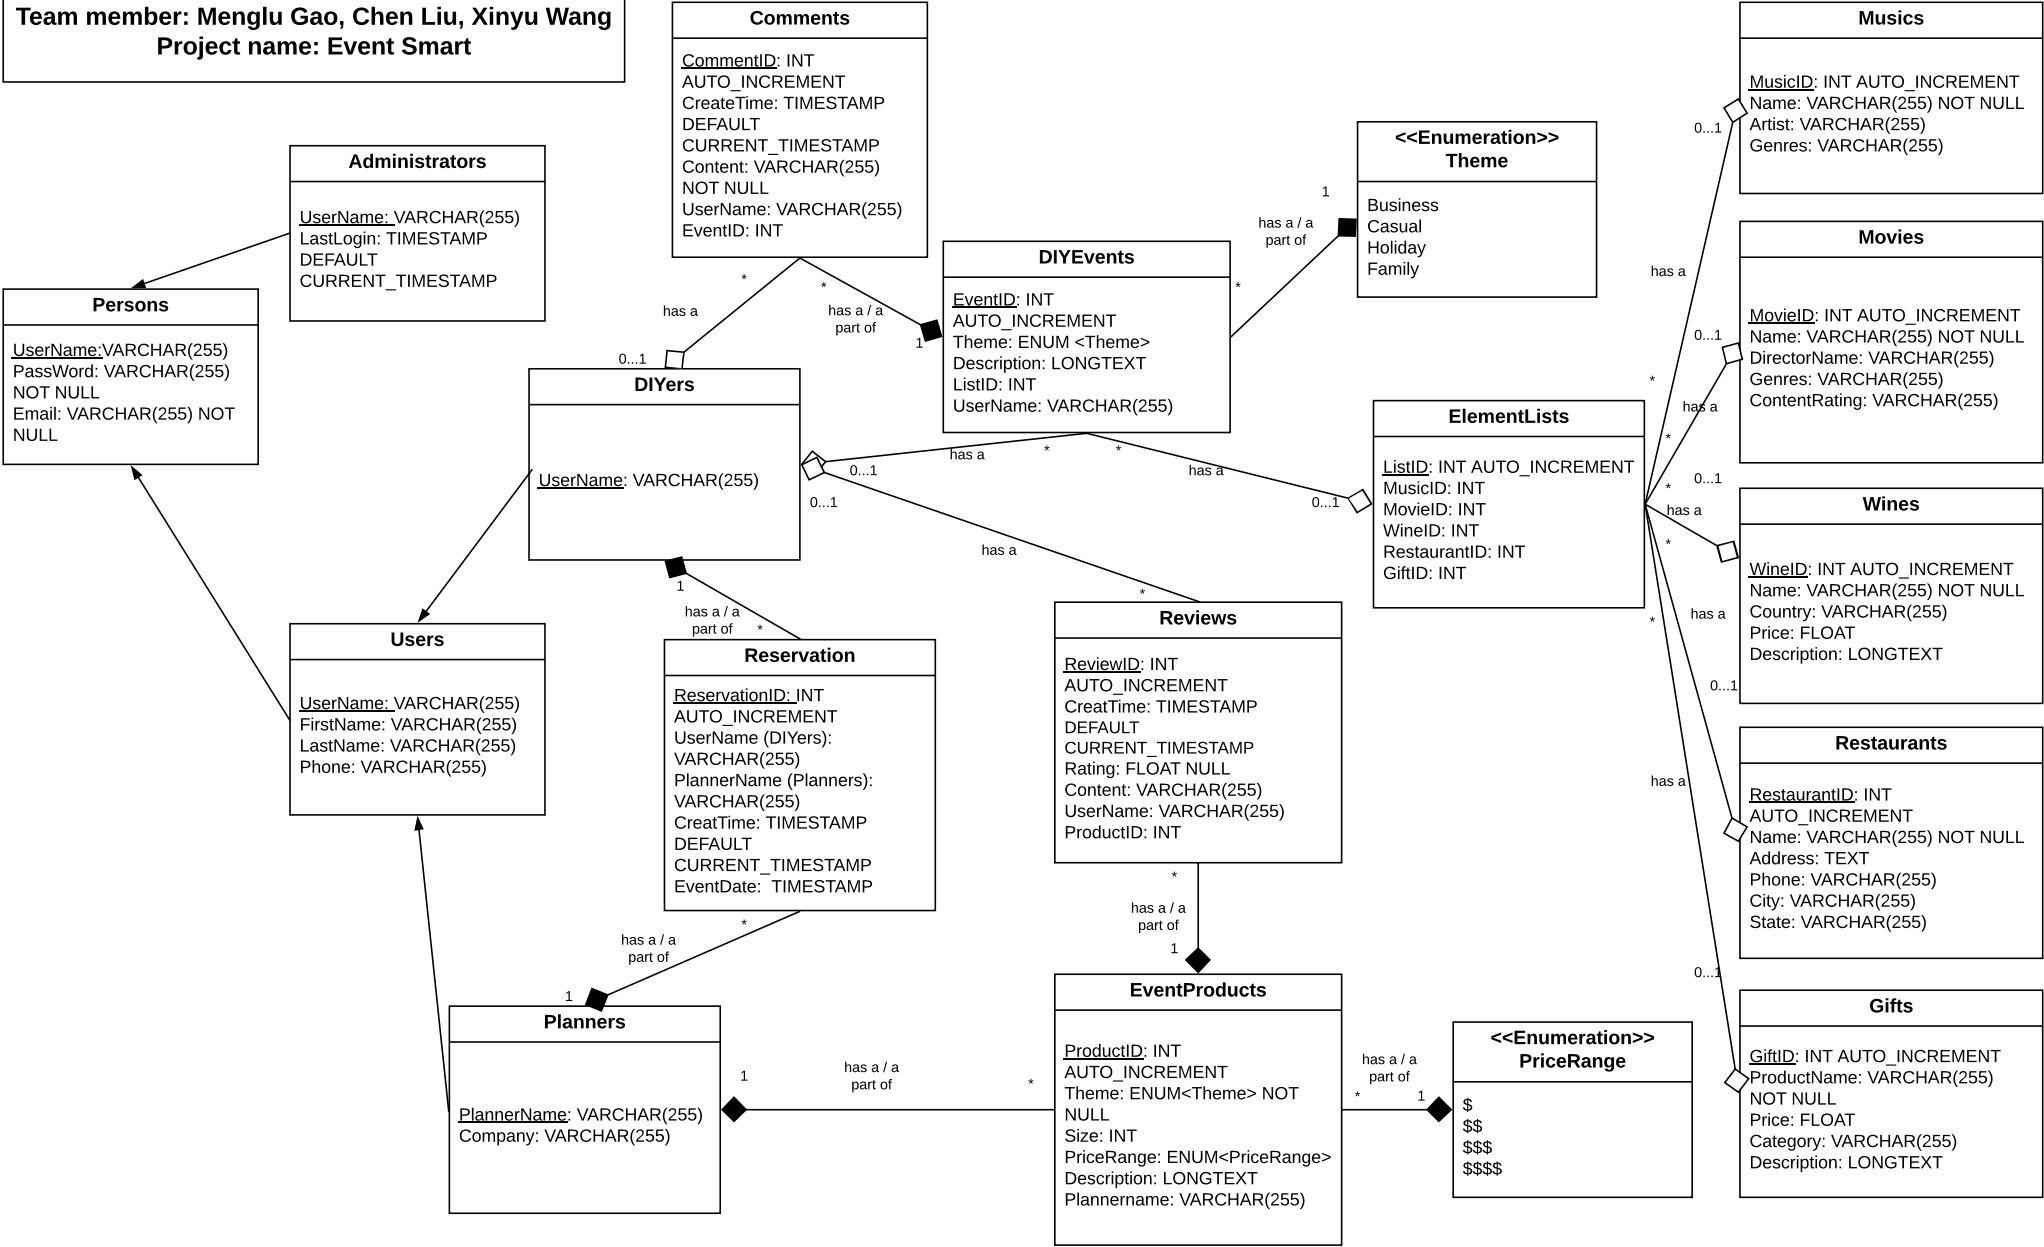 Team member: Menglu Gao, Chen Liu, Xinyu Wang
Project name: Event Smart
Comments
CommentID: INT
AUTO_INCREMENT
CreateTime: TIMESTAMP
DEFAULT
CURRENT_TIMESTAMP
Content: VARCHAR(255)
NOT NULL
UserName: VARCHAR(255)
EventID: INT
Administrators
UserName: VARCHAR(255)
LastLogin: TIMESTAMP
DEFAULT
CURRENT_TIMESTAMP
Persons
UserName:VARCHAR(255)
PassWord: VARCHAR(255)
NOT NULL
Email: VARCHAR(255) NOT
NULL
*
has a
0...1
*
has a / a
part of
1
DIYEvents
EventID: INT
AUTO_INCREMENT
Theme: ENUM <Theme>
Description: LONGTEXT
ListID: INT
UserName: VARCHAR(255)
1
has a / a
part of
*
<<Enumeration>>
Theme
Business
Casual
Holiday
Family
DIYers
UserName: VARCHAR(255)
0...1
has a
*
*
has a
0...1
0...1
has a
*
ElementLists
ListID: INT AUTO_INCREMENT
MusicID: INT
MovieID: INT
WineID: INT
RestaurantID: INT
GiftID: INT
0...1
has a
*
0...1
has a
*
0...1
*
has a
*
has a
0...1
*
has a
0...1
Musics
MusicID: INT AUTO_INCREMENT
Name: VARCHAR(255) NOT NULL
Artist: VARCHAR(255)
Genres: VARCHAR(255)
Movies
MovieID: INT AUTO_INCREMENT
Name: VARCHAR(255) NOT NULL
DirectorName: VARCHAR(255)
Genres: VARCHAR(255)
ContentRating: VARCHAR(255)
Wines
WineID: INT AUTO_INCREMENT
Name: VARCHAR(255) NOT NULL
Country: VARCHAR(255)
Price: FLOAT
Description: LONGTEXT
Restaurants
RestaurantID: INT
AUTO_INCREMENT
Name: VARCHAR(255) NOT NULL
Address: TEXT
Phone: VARCHAR(255)
City: VARCHAR(255)
State: VARCHAR(255)
Gifts
GiftID: INT AUTO_INCREMENT
ProductName: VARCHAR(255)
NOT NULL
Price: FLOAT
Category: VARCHAR(255)
Description: LONGTEXT
1
has a / a
part of
*
Users
UserName: VARCHAR(255)
FirstName: VARCHAR(255)
LastName: VARCHAR(255)
Phone: VARCHAR(255)
Reservation
ReservationID: INT
AUTO_INCREMENT
UserName (DIYers):
VARCHAR(255)
PlannerName (Planners):
VARCHAR(255)
CreatTime: TIMESTAMP
DEFAULT
CURRENT_TIMESTAMP
EventDate:  TIMESTAMP
Reviews
ReviewID: INT
AUTO_INCREMENT
CreatTime: TIMESTAMP
DEFAULT
CURRENT_TIMESTAMP
Rating: FLOAT NULL
Content: VARCHAR(255)
UserName: VARCHAR(255)
ProductID: INT
*
has a / a
part of
1
*
has a / a
part of
1
Planners
PlannerName: VARCHAR(255)
Company: VARCHAR(255)
1
has a / a
part of
*
EventProducts
ProductID: INT
AUTO_INCREMENT
Theme: ENUM<Theme> NOT
NULL
Size: INT
PriceRange: ENUM<PriceRange>
Description: LONGTEXT
Plannername: VARCHAR(255)
has a / a
part of
*
1
<<Enumeration>>
PriceRange
$
$$
$$$
$$$$